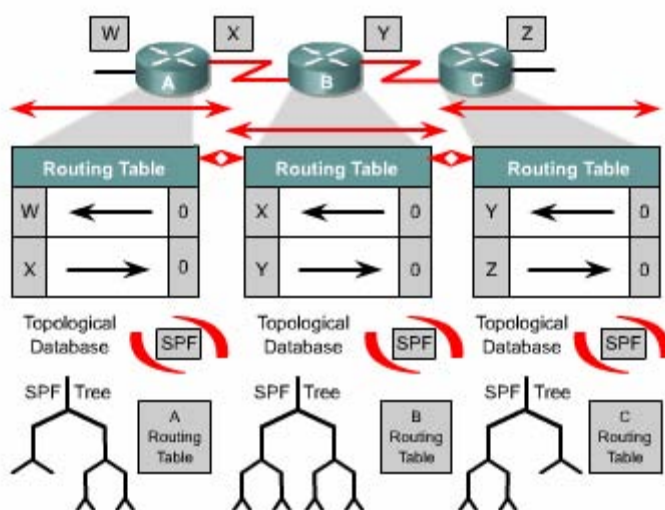 W X Y Z
A B C
Routing Table Routing Table Routing Table
W 0 X 0 Y 0
X 0 Y 0 Z 0
Topological Database
SPF
Topological Database
SPF
Topological Database
SPF
SPF Tree
A Routing Table
SPF Tree
B Routing Table
SPF Tree
C Routing Table